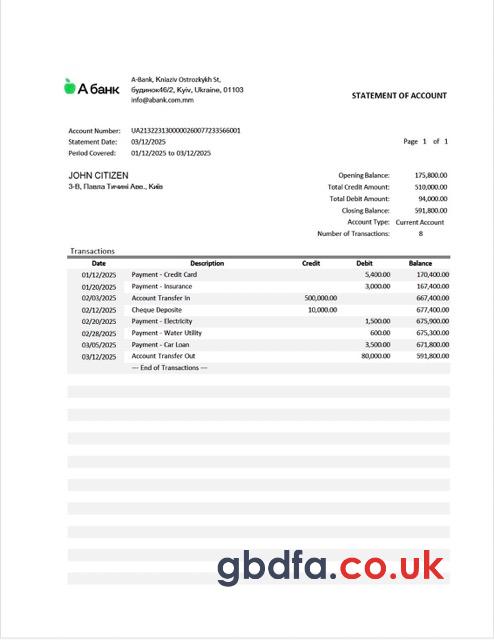 А банк
A-Bank, Kniaziv Ostrozkykh St,
будинок46/2, Kyiv, Ukraine, 01103
info@abank.com.mm
STATEMENT OF ACCOUNT
Account Number: UA2132231300000260077233566001
Statement Date: 03/12/2025 Page 1 of 1
Period Covered: 01/12/2025 to 03/12/2025
JOHN CITIZEN Opening Balance: 175,800.00
3-В, Павла Тичині Аве., Київ Total Credit Amount: 510,000.00
Total Debit Amount: 94,000.00
Closing Balance: 591,800.00
Account Type: Current Account
Number of Transactions: 8
Transactions
Date Description Credit Debit Balance
01/12/2025 Payment - Credit Card 5,400.00 170,400.00
01/20/2025 Payment - Insurance 3,000.00 167,400.00
02/03/2025 Account Transfer In 500,000.00 667,400.00
02/12/2025 Cheque Deposite 10,000.00 677,400.00
02/20/2025 Payment - Electricity 1,500.00 675,900.00
02/28/2025 Payment - Water Utility 600.00 675,300.00
03/05/2025 Payment - Car Loan 3,500.00 671,800.00
03/12/2025 Account Transfer Out 80,000.00 591,800.00
--- End of Transactions ---
gbdfa.co.uk